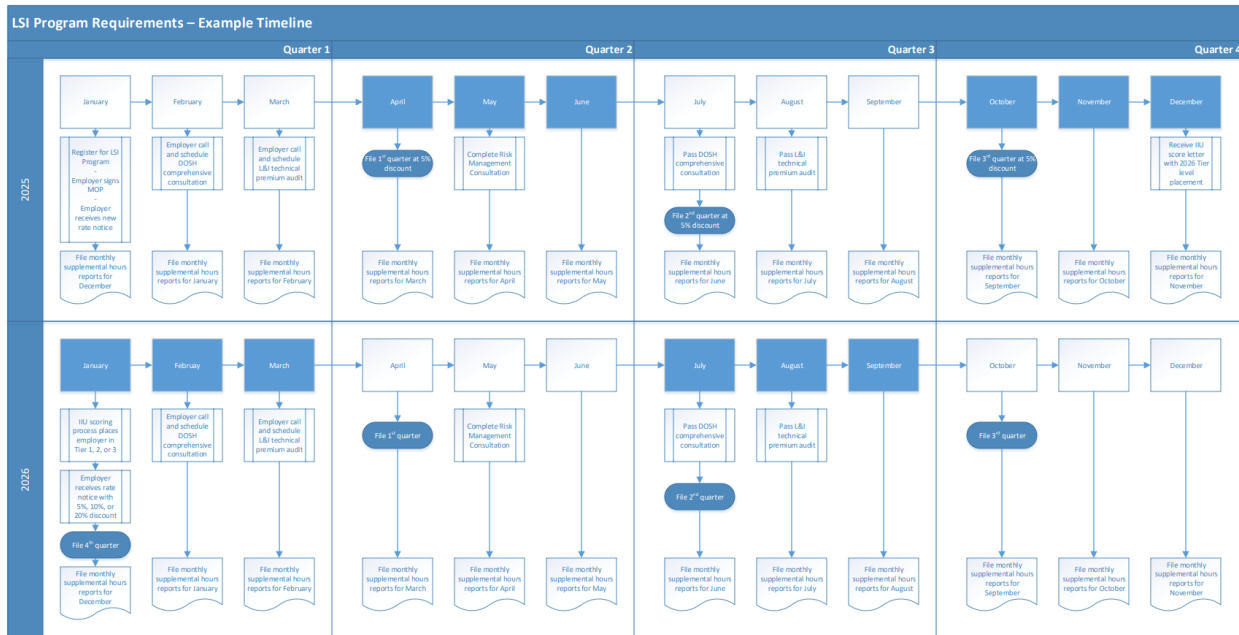 LSI Program Requirements – Example Timeline
Quarter 1
Quarter 2
Quarter 3
Quarter 4
2025
January
February
March
April
May
June
July
August
September
October
November
December
Register for LSI
Program
-
Employer signs
MOP
-
Employer
receives new
rate notice
Employer call
and schedule
DOSH
comprehensive
consultation
Employer call
and schedule
L&I technical
premium audit
File 1st quarter at 5%
discount
Complete Risk
Management
Consultation
Pass DOSH
comprehensive
consultation
File 2nd quarter at
5% discount
Pass L&I
technical
premium audit
File 3rd quarter at 5%
discount
Receive IIU
score letter
with 2026 Tier
level
placement
File monthly
supplemental hours
reports for
December
File monthly
supplemental hours
reports for January
File monthly
supplemental hours
reports for February
File monthly
supplemental hours
reports for March
File monthly
supplemental hours
reports for April
File monthly
supplemental hours
reports for May
File monthly
supplemental hours
reports for June
File monthly
supplemental hours
reports for July
File monthly
supplemental hours
reports for August
File monthly
supplemental hours
reports for
September
File monthly
supplemental hours
reports for October
File monthly
supplemental hours
reports for
November
2026
January
Februay
March
April
May
June
July
August
September
October
November
December
IIU scoring
process places
employer in
Tier 1, 2, or 3
Employer
receives rate
notice with
5%, 10%, or
20% discount
File 4th quarter
Employer call
and schedule
DOSH
comprehensive
consultation
Employer call
and schedule
L&I technical
premium audit
File 1st quarter
Complete Risk
Management
Consultation
Pass DOSH
comprehensive
consultation
File 2nd quarter
Pass L&I
technical
premium audit
File 3rd quarter
File monthly
supplemental hours
reports for
December
File monthly
supplemental hours
reports for January
File monthly
supplemental hours
reports for February
File monthly
supplemental hours
reports for March
File monthly
supplemental hours
reports for April
File monthly
supplemental hours
reports for May
File monthly
supplemental hours
reports for June
File monthly
supplemental hours
reports for July
File monthly
supplemental hours
reports for August
File monthly
supplemental hours
reports for
September
File monthly
supplemental hours
reports for October
File monthly
supplemental hours
reports for
November